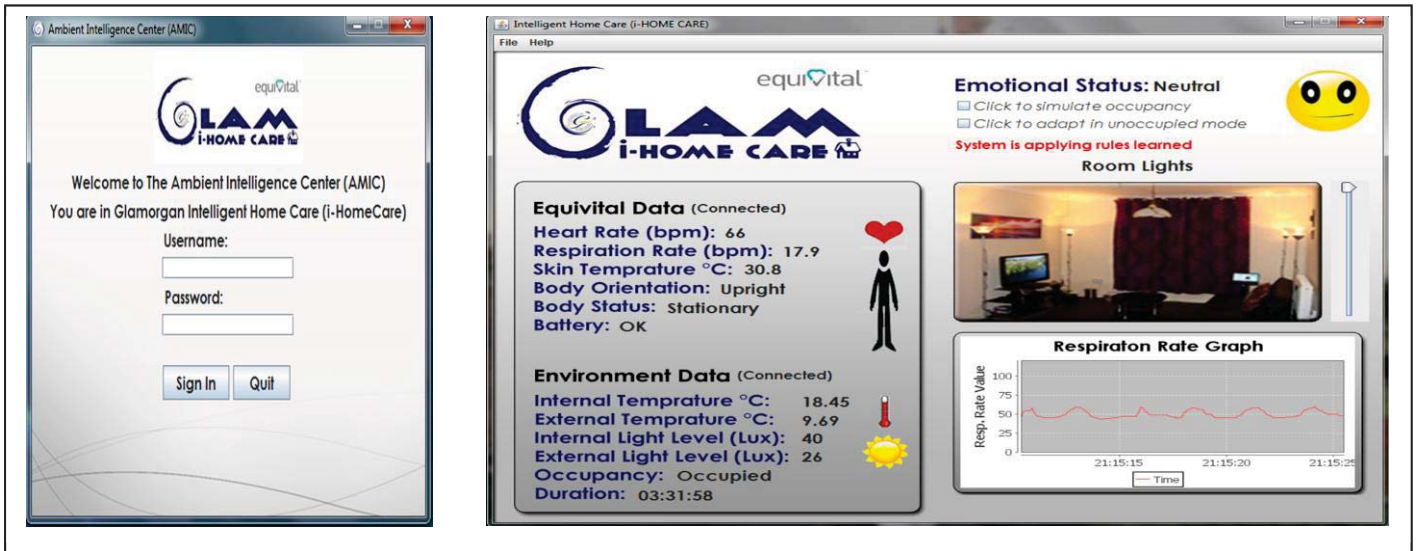 Ambient Intelligence Center (AMIC)
equiVital
GLAM
i-HOME CARE
Welcome to The Ambient Intelligence Center (AMIC)
You are in Glamorgan Intelligent Home Care (i-HomeCare)
Username:
Password:
Sign In Quit
Intelligent Home Care (i-HOME CARE)
File Help
equiVital
GLAM
i-HOME CARE
Emotional Status: Neutral
Click to simulate occupancy
Click to adapt in unoccupied mode
System is applying rules learned
Room Lights
Equivital Data (Connected)
Heart Rate (bpm): 66
Respiration Rate (bpm): 17.9
Skin Temprature °C: 30.8
Body Orientation: Upright
Body Status: Stationary
Battery: OK
Environment Data (Connected)
Internal Temprature °C: 18.45
External Temprature °C: 9.69
Internal Light Level (Lux): 40
External Light Level (Lux): 26
Occupancy: Occupied
Duration: 03:31:58
Respiraton Rate Graph
Resp. Rate Value
100
75
50
25
0
21:15:15 21:15:20 21:15:25
Time